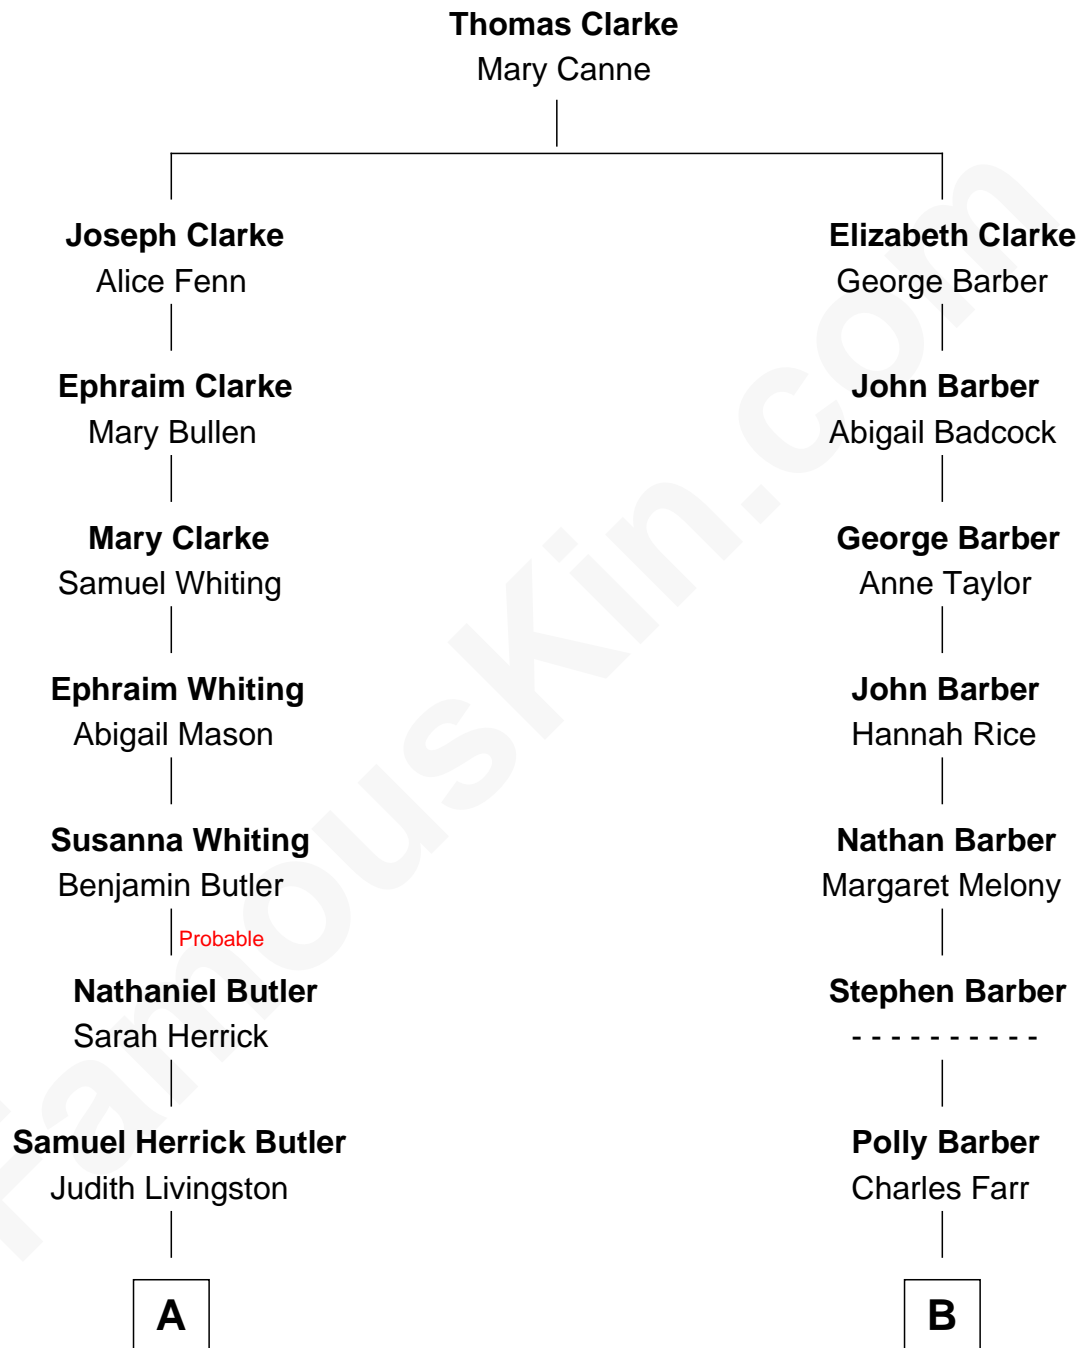 Thomas Clarke
Mary Canne
Joseph Clarke
Alice Fenn
Elizabeth Clarke
George Barber
Ephraim Clarke
Mary Bullen
John Barber
Abigail Badcock
Mary Clarke
Samuel Whiting
George Barber
Anne Taylor
Ephraim Whiting
Abigail Mason
John Barber
Hannah Rice
Susanna Whiting
Benjamin Butler
Nathan Barber
Margaret Melony
Probable
Nathaniel Butler
Sarah Herrick
Stephen Barber
- - - - - - - - - -
Samuel Herrick Butler
Judith Livingston
Polly Barber
Charles Farr
A
B
FamousKin.com